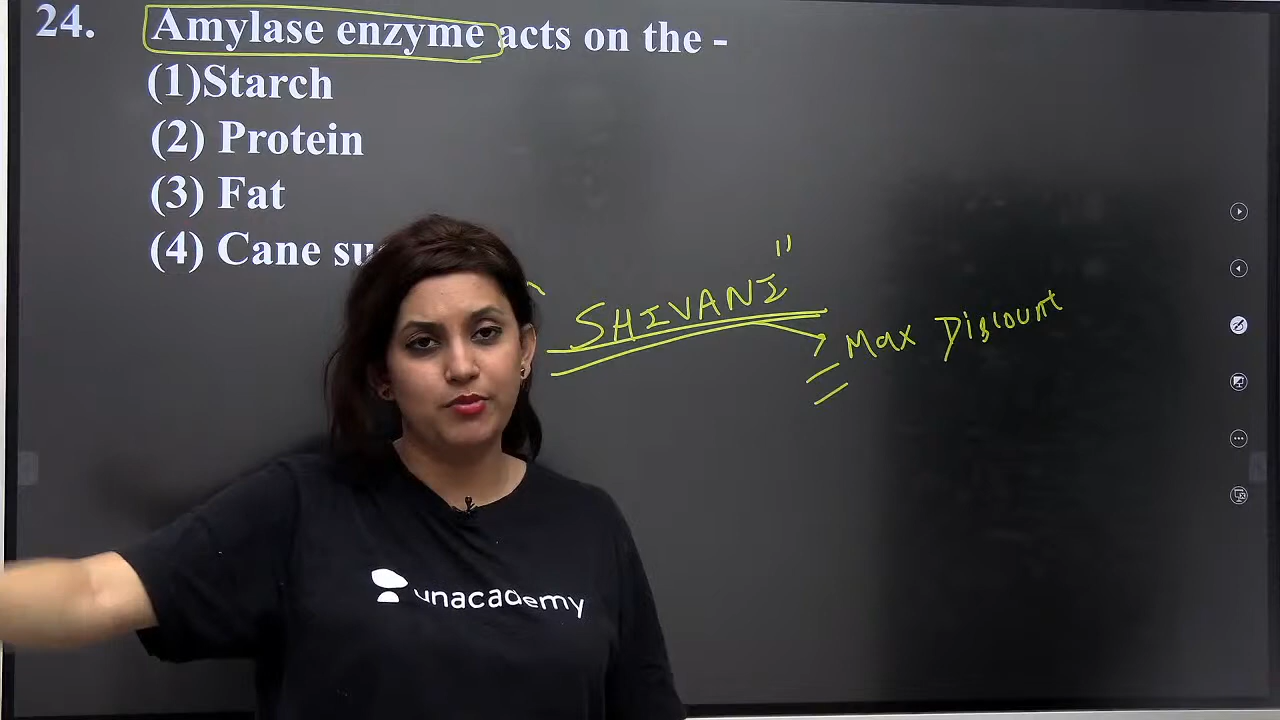 24. Amylase enzyme acts on the -
(1)Starch
(2) Protein
(3) Fat
(4) Cane
"SHIVANI"
Max Discount
unacademy